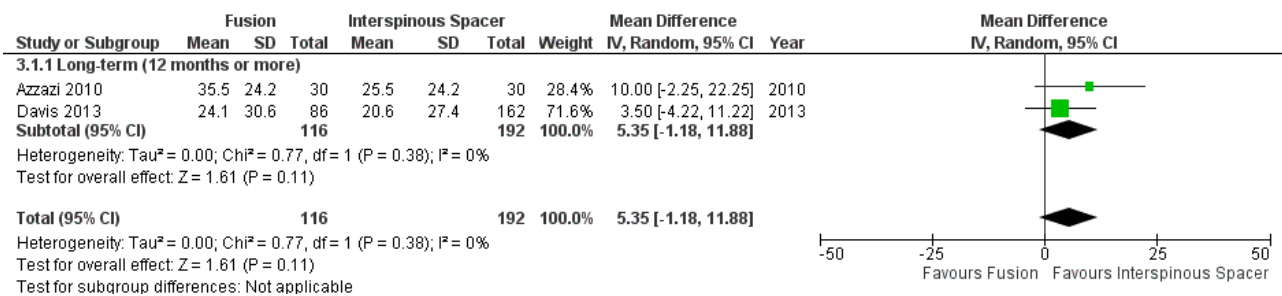 Fusion Interspinous Spacer Mean Difference Mean Difference
Study or Subgroup Mean SD Total Mean SD Total Weight IV, Random, 95% CI Year IV, Random, 95% CI
3.1.1 Long-term (12 months or more)
Azzazi 2010 35.5 24.2 30 25.5 24.2 30 28.4% 10.00 [-2.25, 22.25] 2010
Davis 2013 24.1 30.6 86 20.6 27.4 162 71.6% 3.50 [-4.22, 11.22] 2013
Subtotal (95% CI) 116 192 100.0% 5.35 [-1.18, 11.88]
Heterogeneity: Tau² = 0.00; Chi² = 0.77, df = 1 (P = 0.38); I² = 0%
Test for overall effect: Z = 1.61 (P = 0.11)
Total (95% CI) 116 192 100.0% 5.35 [-1.18, 11.88]
Heterogeneity: Tau² = 0.00; Chi² = 0.77, df = 1 (P = 0.38); I² = 0%
Test for overall effect: Z = 1.61 (P = 0.11)
Test for subgroup differences: Not applicable
-50 -25 0 25 50
Favours Fusion Favours Interspinous Spacer